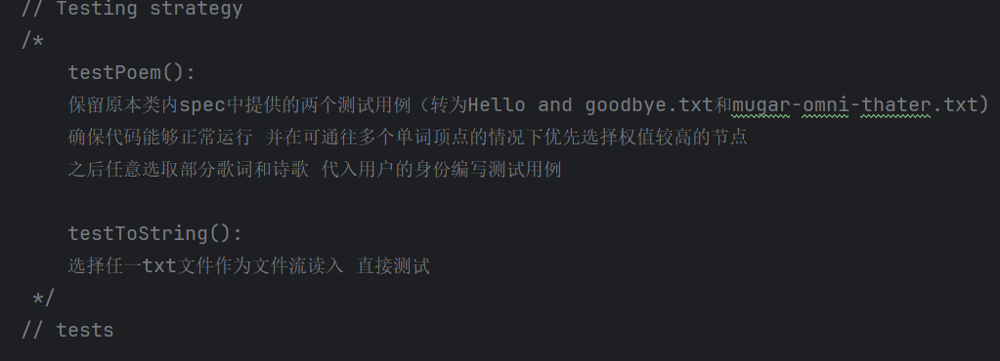 // Testing strategy
/*
testPoem():
保留原本类内spec中提供的两个测试用例（转为Hello and goodbye.txt和mugar-omni-thater.txt)
确保代码能够正常运行 并在可通往多个单词顶点的情况下优先选择权值较高的节点
之后任意选取部分歌词和诗歌 代入用户的身份编写测试用例
testToString():
选择任一txt文件作为文件流读入 直接测试
*/
// tests